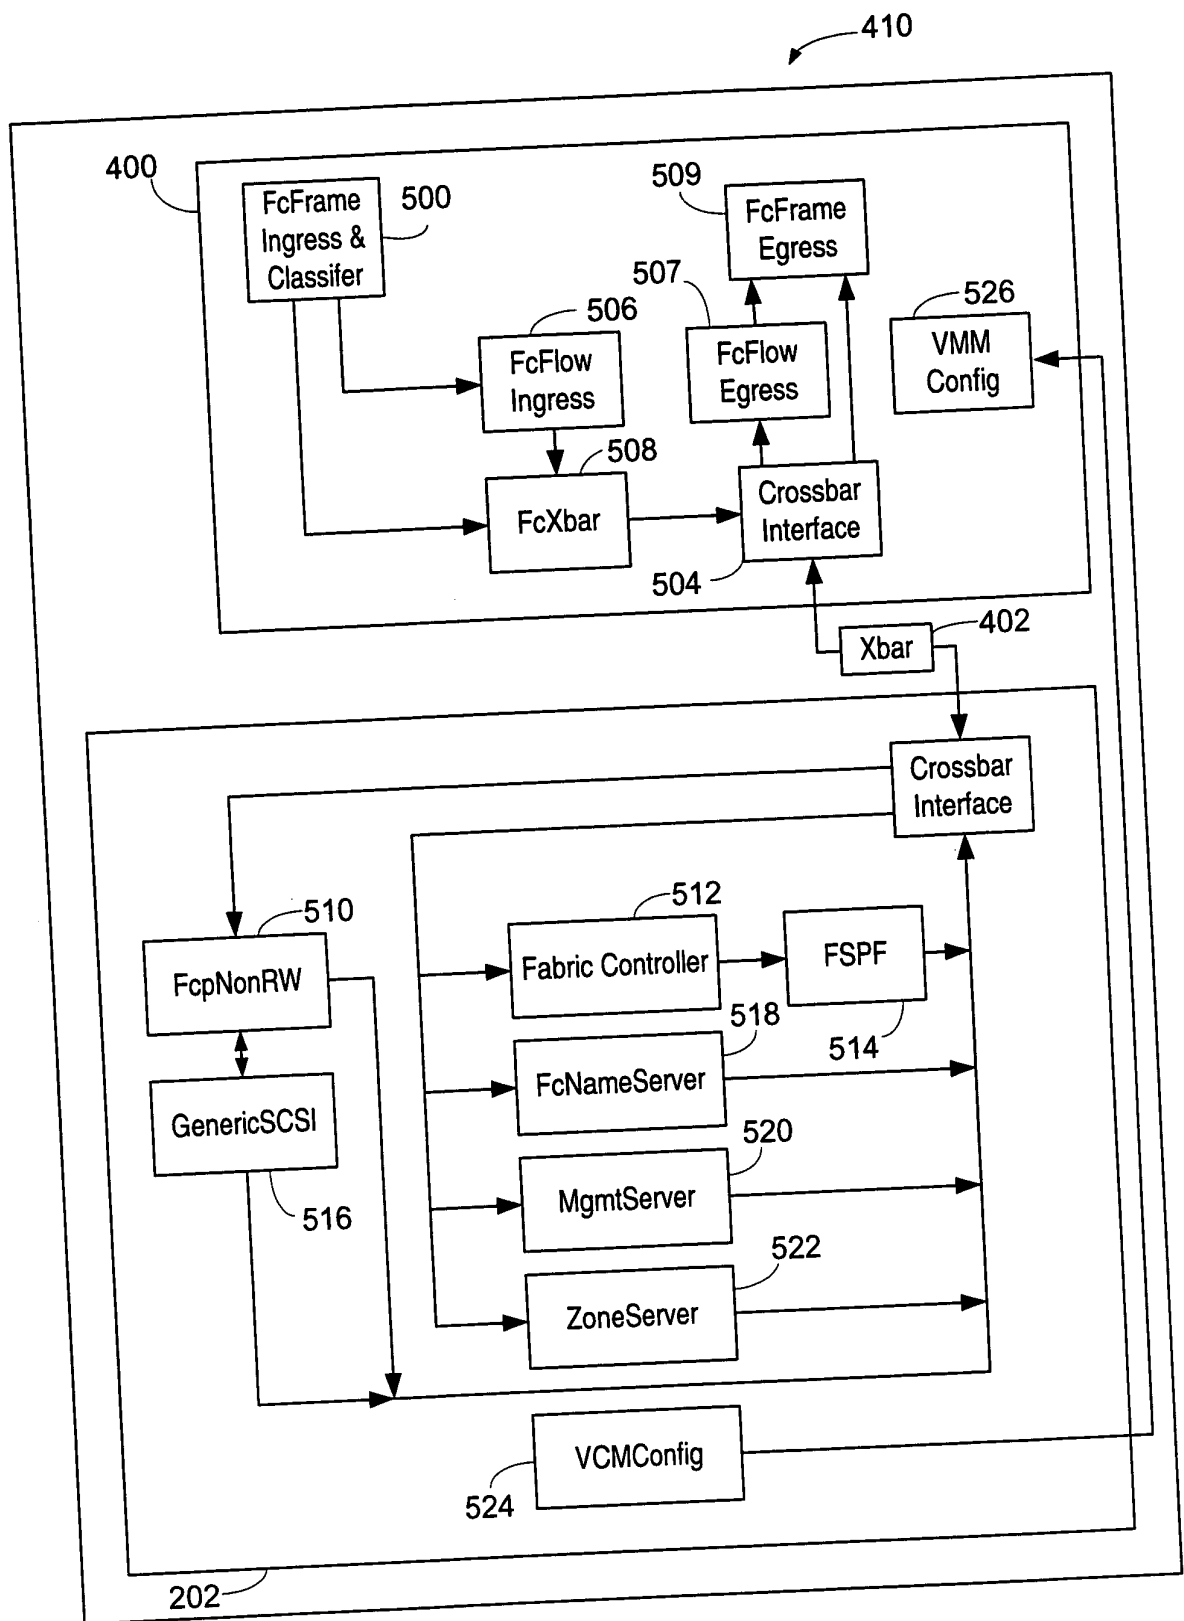 410
400
FcFrame
Ingress &
Classifer
500
509
FcFrame
Egress
507
506
526
FcFlow
Ingress
FcFlow
Egress
VMM
Config
508
FcXbar
Crossbar
Interface
504
402
Xbar
Crossbar
Interface
510
FcpNonRW
512
Fabric Controller
FSPF
514
518
FcNameServer
GenericSCSI
516
520
MgmtServer
522
ZoneServer
VCMConfig
524
202